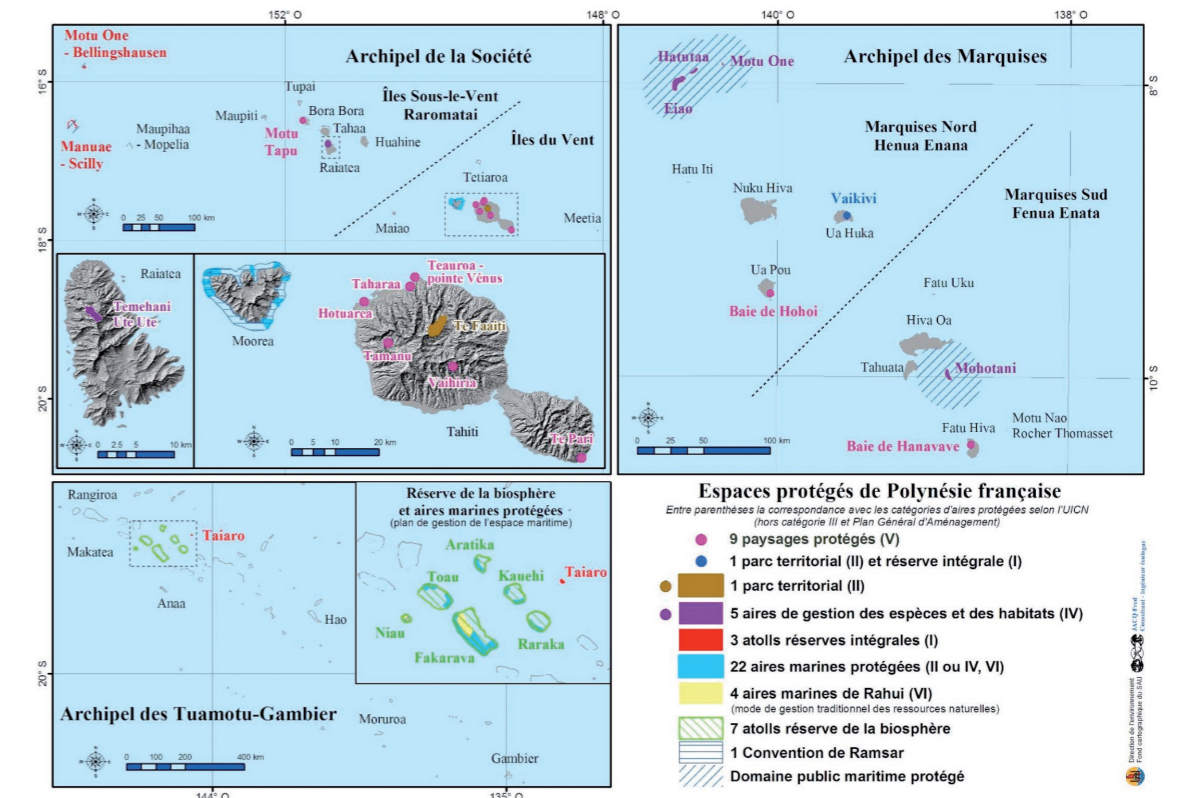 152° O
148° O
Motu One
- Bellingshausen
Archipel de la Société
16° S
Tupai
Îles Sous-le-Vent
Raromatai
Maupiti
Bora Bora
Motu
Tapu
Tahaa
Huahine
Îles du Vent
Maupihaa
- Mopelia
Manuae
- Scilly
Raiatea
Tetiaroa
0 25 50 100 km
Maiao
Meetia
18° S
Raiatea
Temehani
Ute Ute
0 2.5 5 10 km
Moorea
Teauroa -
pointe Vénus
Taharaa
Hotuarea
Te Faaiti
Tamanu
Vaihiria
Tahiti
Te Pari
0 5 10 20 km
20° S
140° O
138° O
Hatutaa
Motu One
Archipel des Marquises
8° S
Eiao
Marquises Nord
Henua Enana
Hatu Iti
Nuku Hiva
Vaikivi
Marquises Sud
Fenua Enata
Ua Huka
Ua Pou
Fatu Uku
Baie de Hohoi
Hiva Oa
Tahuata
Mohotani
10° S
Motu Nao
Rocher Thomasset
Fatu Hiva
Baie de Hanavave
0 25 50 100 km
Rangiroa
Makatea
Taiaro
Anaa
Hao
Réserve de la biosphère
et aires marines protégées
(plan de gestion de l'espace maritime)
Aratika
Toau
Kauehi
Taiaro
Niau
Raraka
Fakarava
20° S
Archipel des Tuamotu-Gambier
Moruroa
Gambier
0 100 200 400 km
144° O
135° O
Espaces protégés de Polynésie française
Entre parenthèses la correspondance avec les catégories d'aires protégées selon l'UICN
(hors catégorie III et Plan Général d'Aménagement)
9 paysages protégés (V)
1 parc territorial (II) et réserve intégrale (I)
1 parc territorial (II)
5 aires de gestion des espèces et des habitats (IV)
3 atolls réserves intégrales (I)
22 aires marines protégées (II ou IV, VI)
4 aires marines de Rahui (VI)
(mode de gestion traditionnel des ressources naturelles)
7 atolls réserve de la biosphère
1 Convention de Ramsar
Domaine public maritime protégé
Direction de l'environnement
Fond cartographique du SAU
JACQ Fred
Consultant - Ingénieur écologue